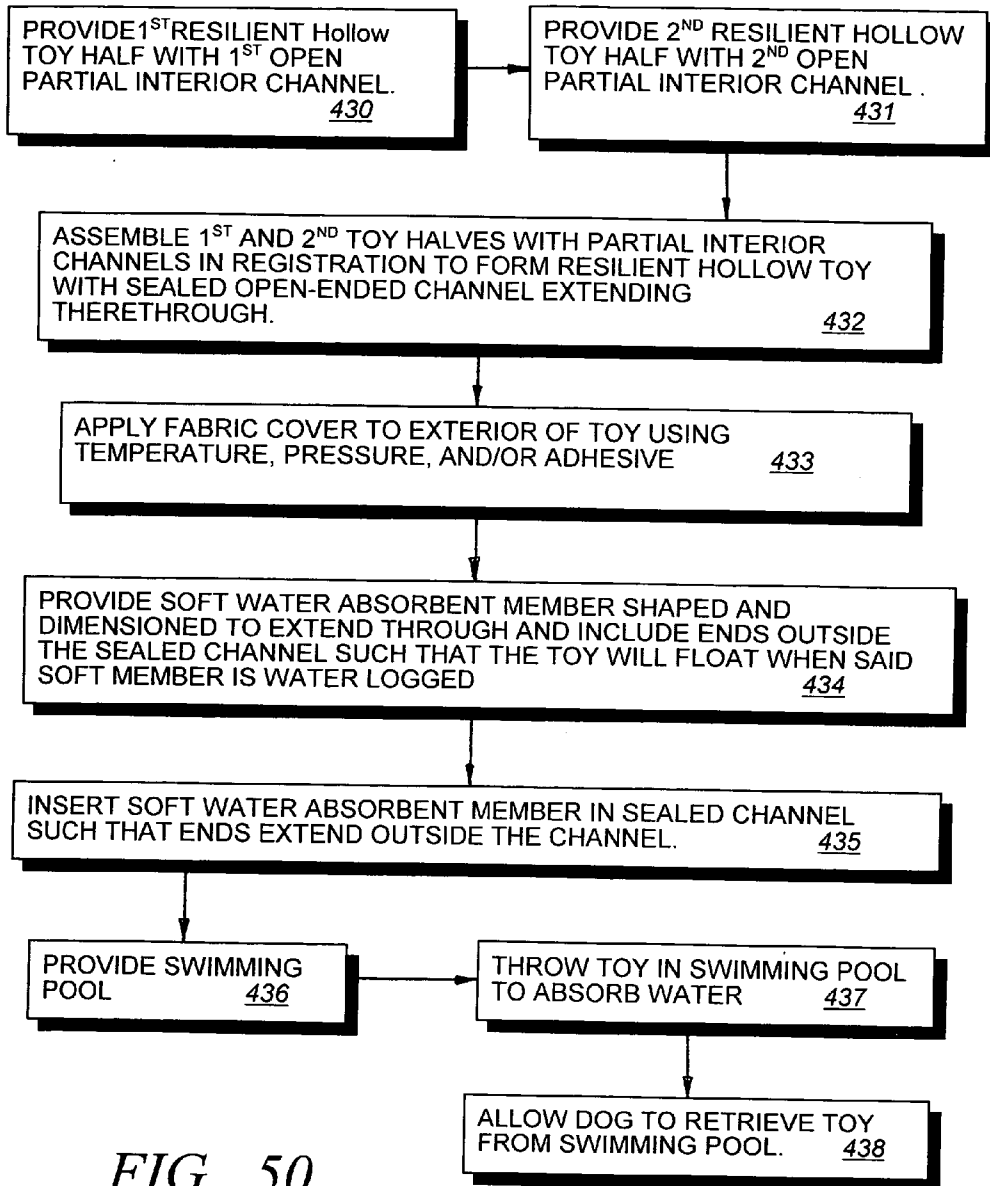 PROVIDE 1ST RESILIENT Hollow
TOY HALF WITH 1ST OPEN
PARTIAL INTERIOR CHANNEL.
430
PROVIDE 2ND RESILIENT HOLLOW
TOY HALF WITH 2ND OPEN
PARTIAL INTERIOR CHANNEL .
431
ASSEMBLE 1ST AND 2ND TOY HALVES WITH PARTIAL INTERIOR
CHANNELS IN REGISTRATION TO FORM RESILIENT HOLLOW TOY
WITH SEALED OPEN-ENDED CHANNEL EXTENDING
THERETHROUGH. 432
APPLY FABRIC COVER TO EXTERIOR OF TOY USING
TEMPERATURE, PRESSURE, AND/OR ADHESIVE 433
PROVIDE SOFT WATER ABSORBENT MEMBER SHAPED AND
DIMENSIONED TO EXTEND THROUGH AND INCLUDE ENDS OUTSIDE
THE SEALED CHANNEL SUCH THAT THE TOY WILL FLOAT WHEN SAID
SOFT MEMBER IS WATER LOGGED 434
INSERT SOFT WATER ABSORBENT MEMBER IN SEALED CHANNEL
SUCH THAT ENDS EXTEND OUTSIDE THE CHANNEL. 435
PROVIDE SWIMMING
POOL 436
THROW TOY IN SWIMMING POOL
TO ABSORB WATER 437
ALLOW DOG TO RETRIEVE TOY
FROM SWIMMING POOL. 438
FIG. 50